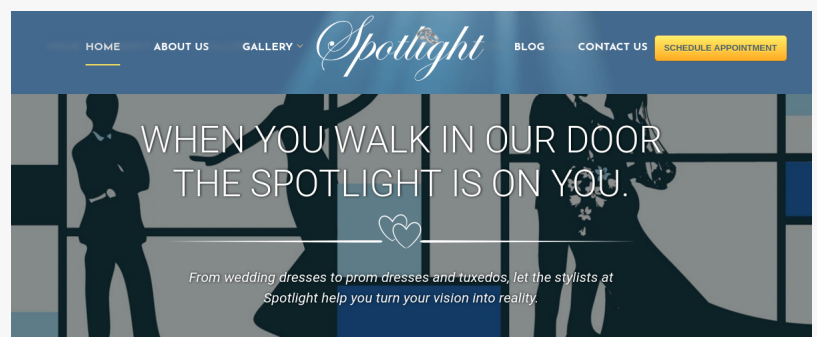 HOME ABOUT US GALLERY Spotlight BLOG CONTACT US SCHEDULE APPOINTMENT
WHEN YOU WALK IN OUR DOOR
THE SPOTLIGHT IS ON YOU.
From wedding dresses to prom dresses and tuxedos, let the stylists at
Spotlight help you turn your vision into reality.